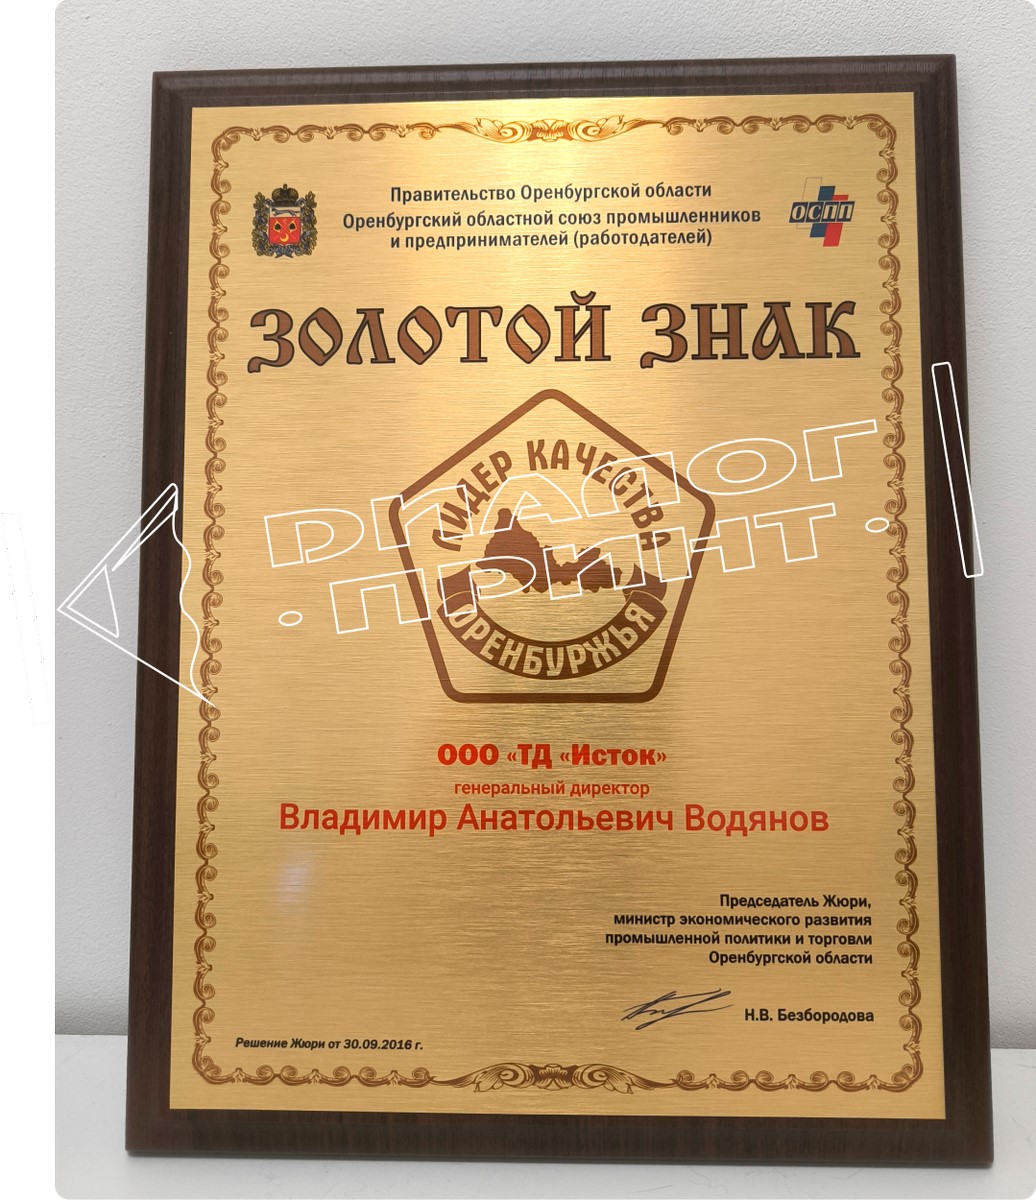 Правительство Оренбургской области
Оренбургский областной союз промышленников
и предпринимателей (работодателей)
ОСПП
ЗОЛОТОЙ ЗНАК
ЛИДЕР КАЧЕСТВА
ОРЕНБУРЖЬЯ
ДИАЛОГ
·ПРИНТ·
ООО «ТД «Исток»
генеральный директор
Владимир Анатольевич Водянов
Председатель Жюри,
министр экономического развития
промышленной политики и торговли
Оренбургской области
Н.В. Безбородова
Решение Жюри от 30.09.2016 г.